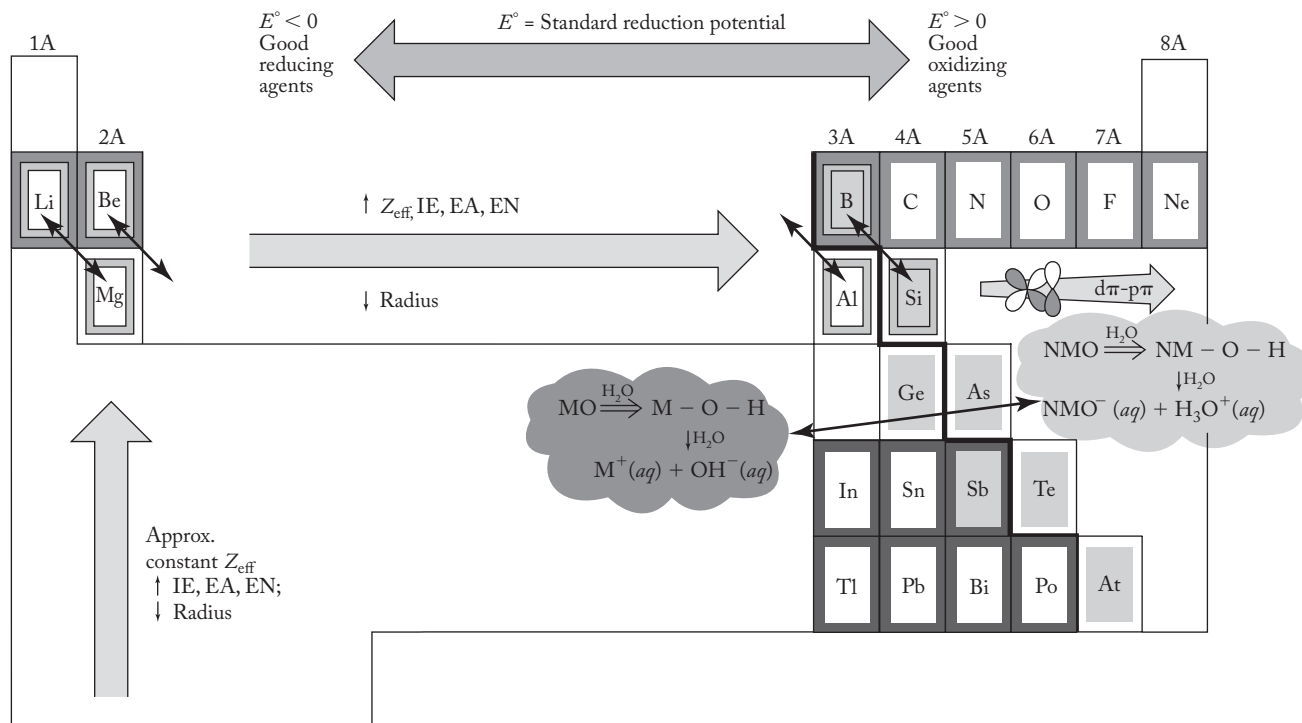 E° < 0
Good
reducing
agents
E° = Standard reduction potential
E° > 0
Good
oxidizing
agents
1A
8A
2A
3A 4A 5A 6A 7A
Li Be
B C N O F Ne
↑ Zeff, IE, EA, EN
↓ Radius
Mg
Al Si
dπ-pπ
Ge As
NMO ⇒ NM – O – H
H₂O
↓H₂O
NMO⁻ (aq) + H₃O⁺ (aq)
MO ⇒ M – O – H
H₂O
↓H₂O
M⁺ (aq) + OH⁻ (aq)
In Sn Sb Te
Tl Pb Bi Po At
Approx.
constant Zeff
↑ IE, EA, EN;
↓ Radius